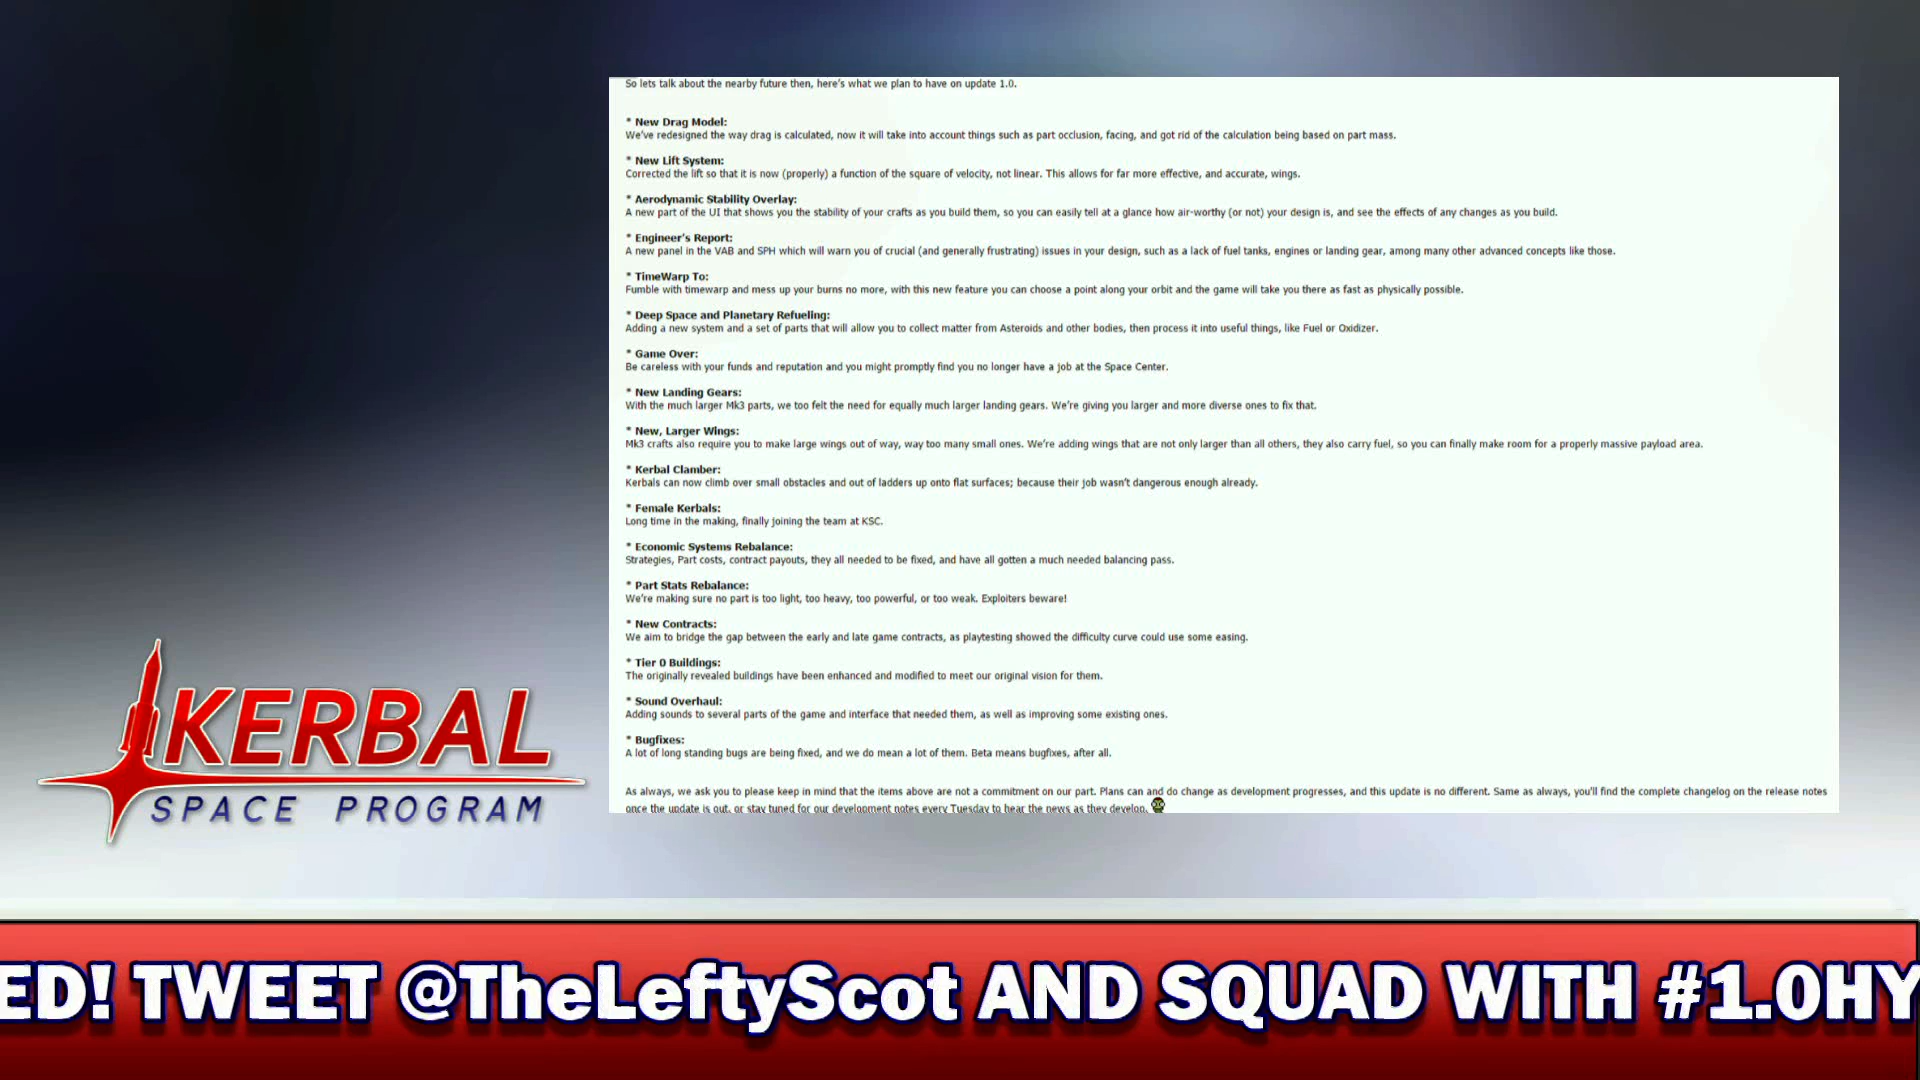 So lets talk about the nearby future then, here's what we plan to have on update 1.0.
* New Drag Model:
We've redesigned the way drag is calculated, now it will take into account things such as part occlusion, facing, and got rid of the calculation being based on part mass.
* New Lift System:
Corrected the lift so that it is now (properly) a function of the square of velocity, not linear. This allows for far more effective, and accurate, wings.
* Aerodynamic Stability Overlay:
A new part of the UI that shows you the stability of your crafts as you build them, so you can easily tell at a glance how air-worthy (or not) your design is, and see the effects of any changes as you build.
* Engineer's Report:
A new panel in the VAB and SPH which will warn you of crucial (and generally frustrating) issues in your design, such as a lack of fuel tanks, engines or landing gear, among many other advanced concepts like those.
* TimeWarp To:
Fumble with timewarp and mess up your burns no more, with this new feature you can choose a point along your orbit and the game will take you there as fast as physically possible.
* Deep Space and Planetary Refueling:
Adding a new system and a set of parts that will allow you to collect matter from Asteroids and other bodies, then process it into useful things, like Fuel or Oxidizer.
* Game Over:
Be careless with your funds and reputation and you might promptly find you no longer have a job at the Space Center.
* New Landing Gears:
With the much larger Mk3 parts, we too felt the need for equally much larger landing gears. We're giving you larger and more diverse ones to fix that.
* New, Larger Wings:
Mk3 crafts also require you to make large wings out of way, way too many small ones. We're adding wings that are not only larger than all others, they also carry fuel, so you can finally make room for a properly massive payload area.
* Kerbal Clamber:
Kerbals can now climb over small obstacles and out of ladders up onto flat surfaces; because their job wasn't dangerous enough already.
* Female Kerbals:
Long time in the making, finally joining the team at KSC.
* Economic Systems Rebalance:
Strategies, Part costs, contract payouts, they all needed to be fixed, and have all gotten a much needed balancing pass.
* Part Stats Rebalance:
We're making sure no part is too light, too heavy, too powerful, or too weak. Exploiters beware!
* New Contracts:
We aim to bridge the gap between the early and late game contracts, as playtesting showed the difficulty curve could use some easing.
* Tier 0 Buildings:
The originally revealed buildings have been enhanced and modified to meet our original vision for them.
* Sound Overhaul:
Adding sounds to several parts of the game and interface that needed them, as well as improving some existing ones.
* Bugfixes:
A lot of long standing bugs are being fixed, and we do mean a lot of them. Beta means bugfixes, after all.
As always, we ask you to please keep in mind that the items above are not a commitment on our part. Plans can and do change as development progresses, and this update is no different. Same as always, you'll find the complete changelog on the release notes
once the update is out, or stay tuned for our development notes every Tuesday to hear the news as they develop.
KERBAL
SPACE PROGRAM
ED! TWEET @TheLeftyScot AND SQUAD WITH #1.0HY